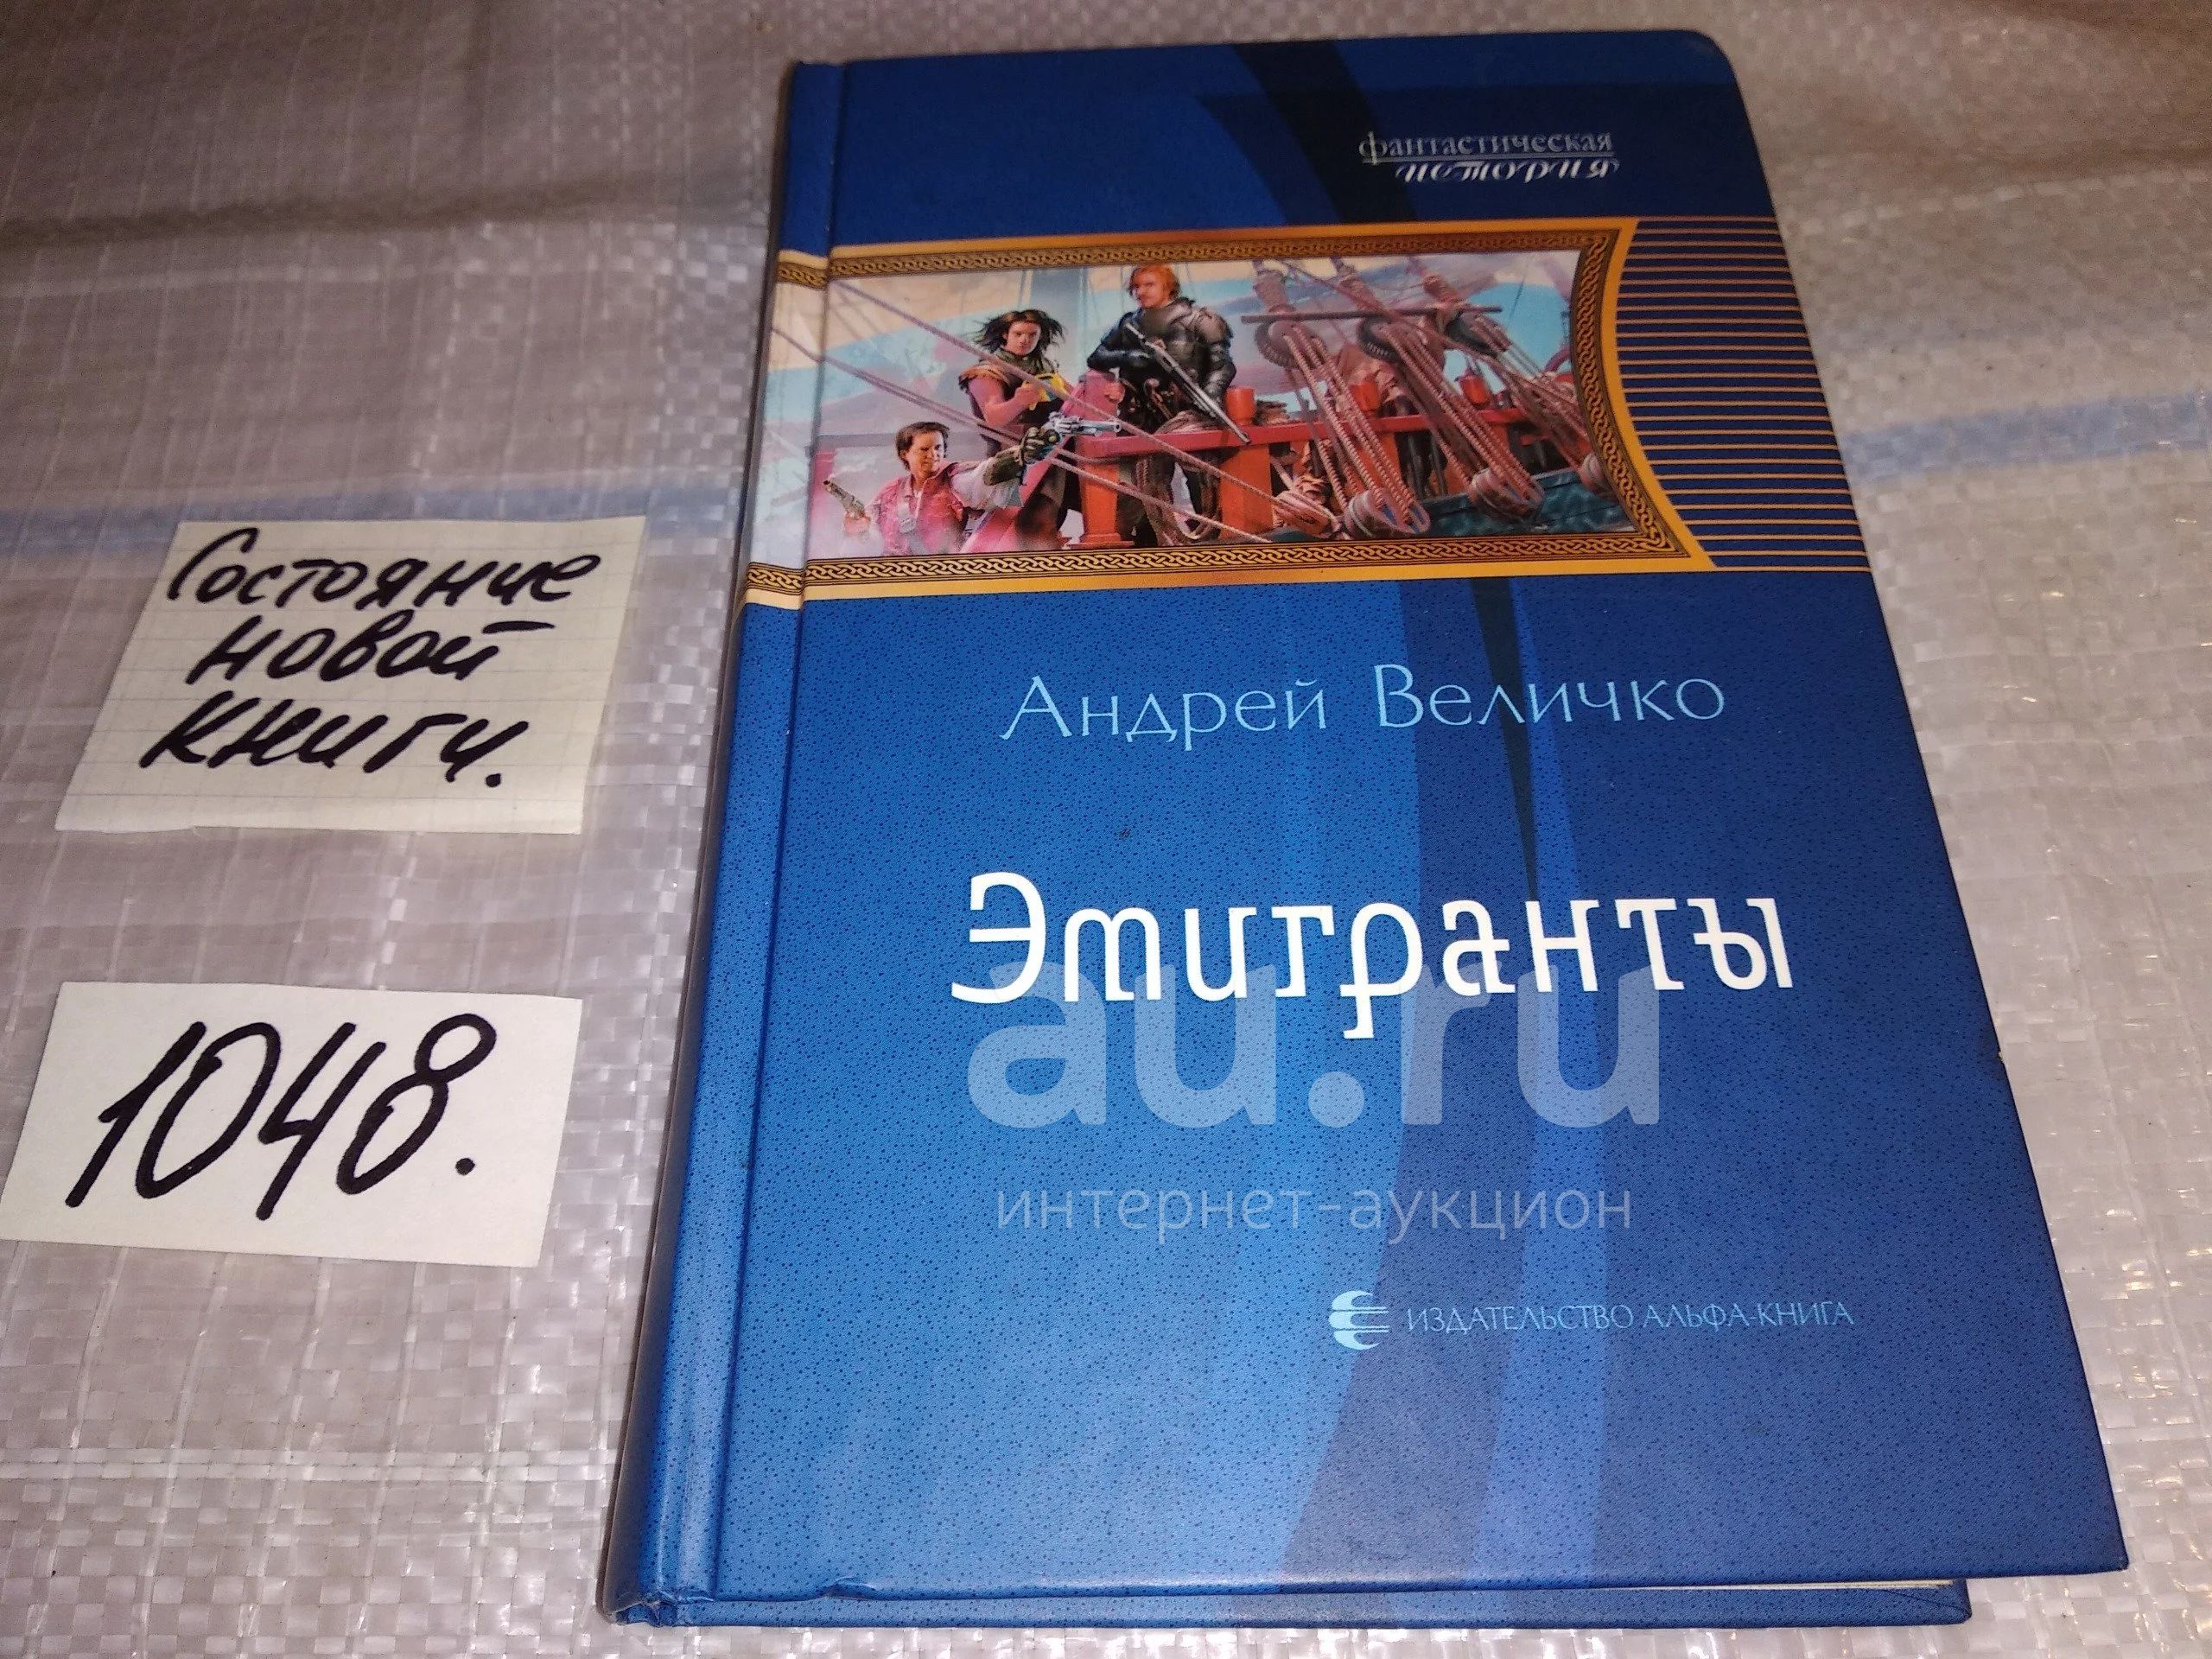 фантастическая
история
Состояние
новой
книги.
Андрей Величко
Эмигранты
au.ru
1048.
интернет-аукцион
ИЗДАТЕЛЬСТВО АЛЬФА-КНИГА